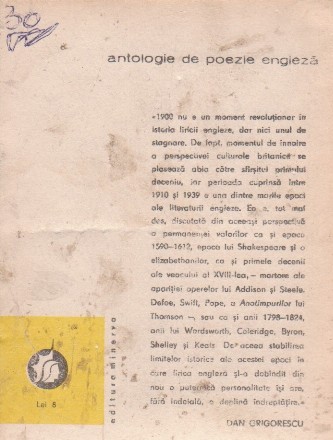 30
antologie de poezie engleză
«1900 nu e un moment revoluționar în
istoria liricii engleze, dar nici unul de
stagnare. De fapt, momentul de înnoire
a perspectivei culturale britanice se
plasează abia către sfîrșitul primului
deceniu, iar perioada cuprinsă între
1910 și 1939 e una dintre marile epoci
ale literaturii engleze. Ea e, tot mai
des, discutată din aceeași perspectivă
a permanenței valorilor ca și epoca
1590–1612, epoca lui Shakespeare și a
elizabethanilor, ca și primele decenii
ale veacului al XVIII-lea, – martore ale
apariției operelor lui Addison și Steele,
Defoe, Swift, Pope, a Anotimpurilor lui
Thomson –, sau ca și anii 1798–1824,
anii lui Wordsworth, Coleridge, Byron,
Shelley și Keats. De aceea stabilirea
limitelor istorice ale acestei epoci în
care lirica engleză și-a dobîndit din
nou o puternică personalitate își are,
fără îndoială, o deplină îndreptățire.»
DAN GRIGORESCU
editura minerva
Lei 8